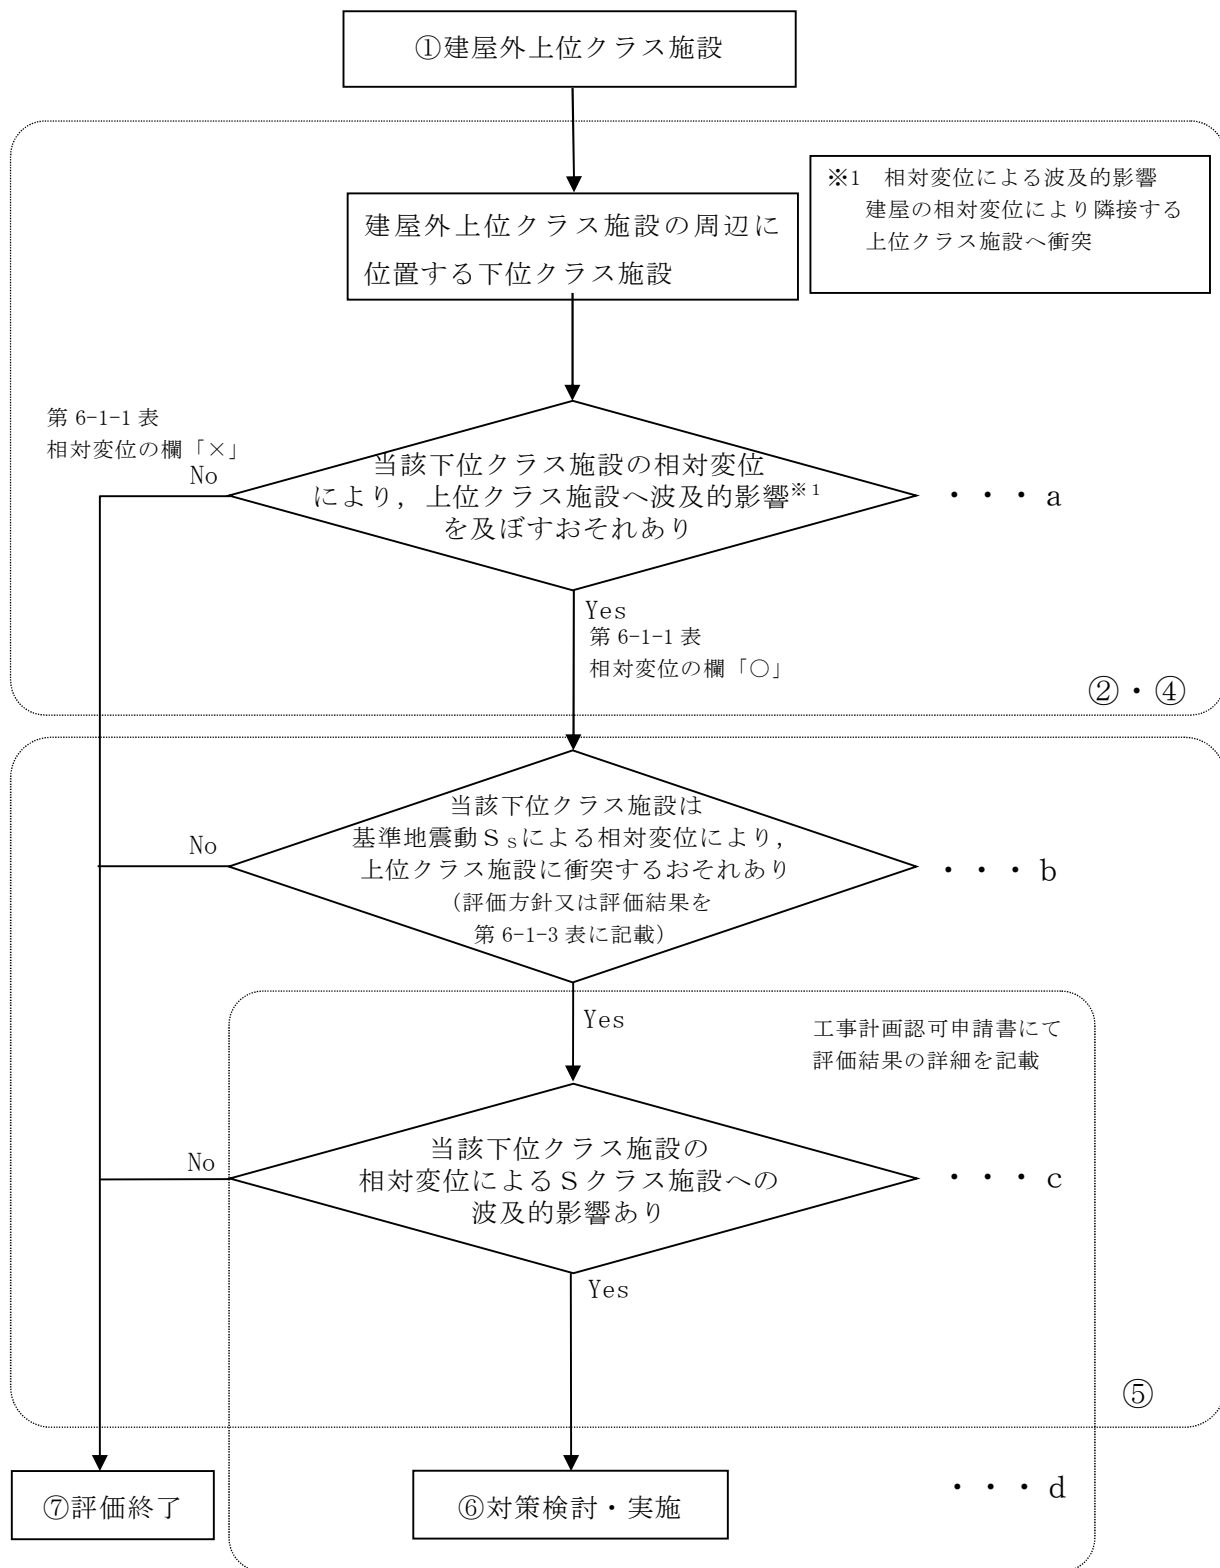 ①建屋外上位クラス施設
※1 相対変位による波及的影響
建屋の相対変位により隣接する
上位クラス施設へ衝突
建屋外上位クラス施設の周辺に
位置する下位クラス施設
第 6-1-1 表
相対変位の欄「×」
No
当該下位クラス施設の相対変位
により，上位クラス施設へ波及的影響※1
を及ぼすおそれあり
・・・a
Yes
第 6-1-1 表
相対変位の欄「○」
②・④
No
当該下位クラス施設は
基準地震動Ｓsによる相対変位により，
上位クラス施設に衝突するおそれあり
（評価方針又は評価結果を
第 6-1-3 表に記載）
・・・b
Yes
工事計画認可申請書にて
評価結果の詳細を記載
No
当該下位クラス施設の
相対変位によるＳクラス施設への
波及的影響あり
・・・c
Yes
⑤
⑦評価終了
⑥対策検討・実施
・・・d